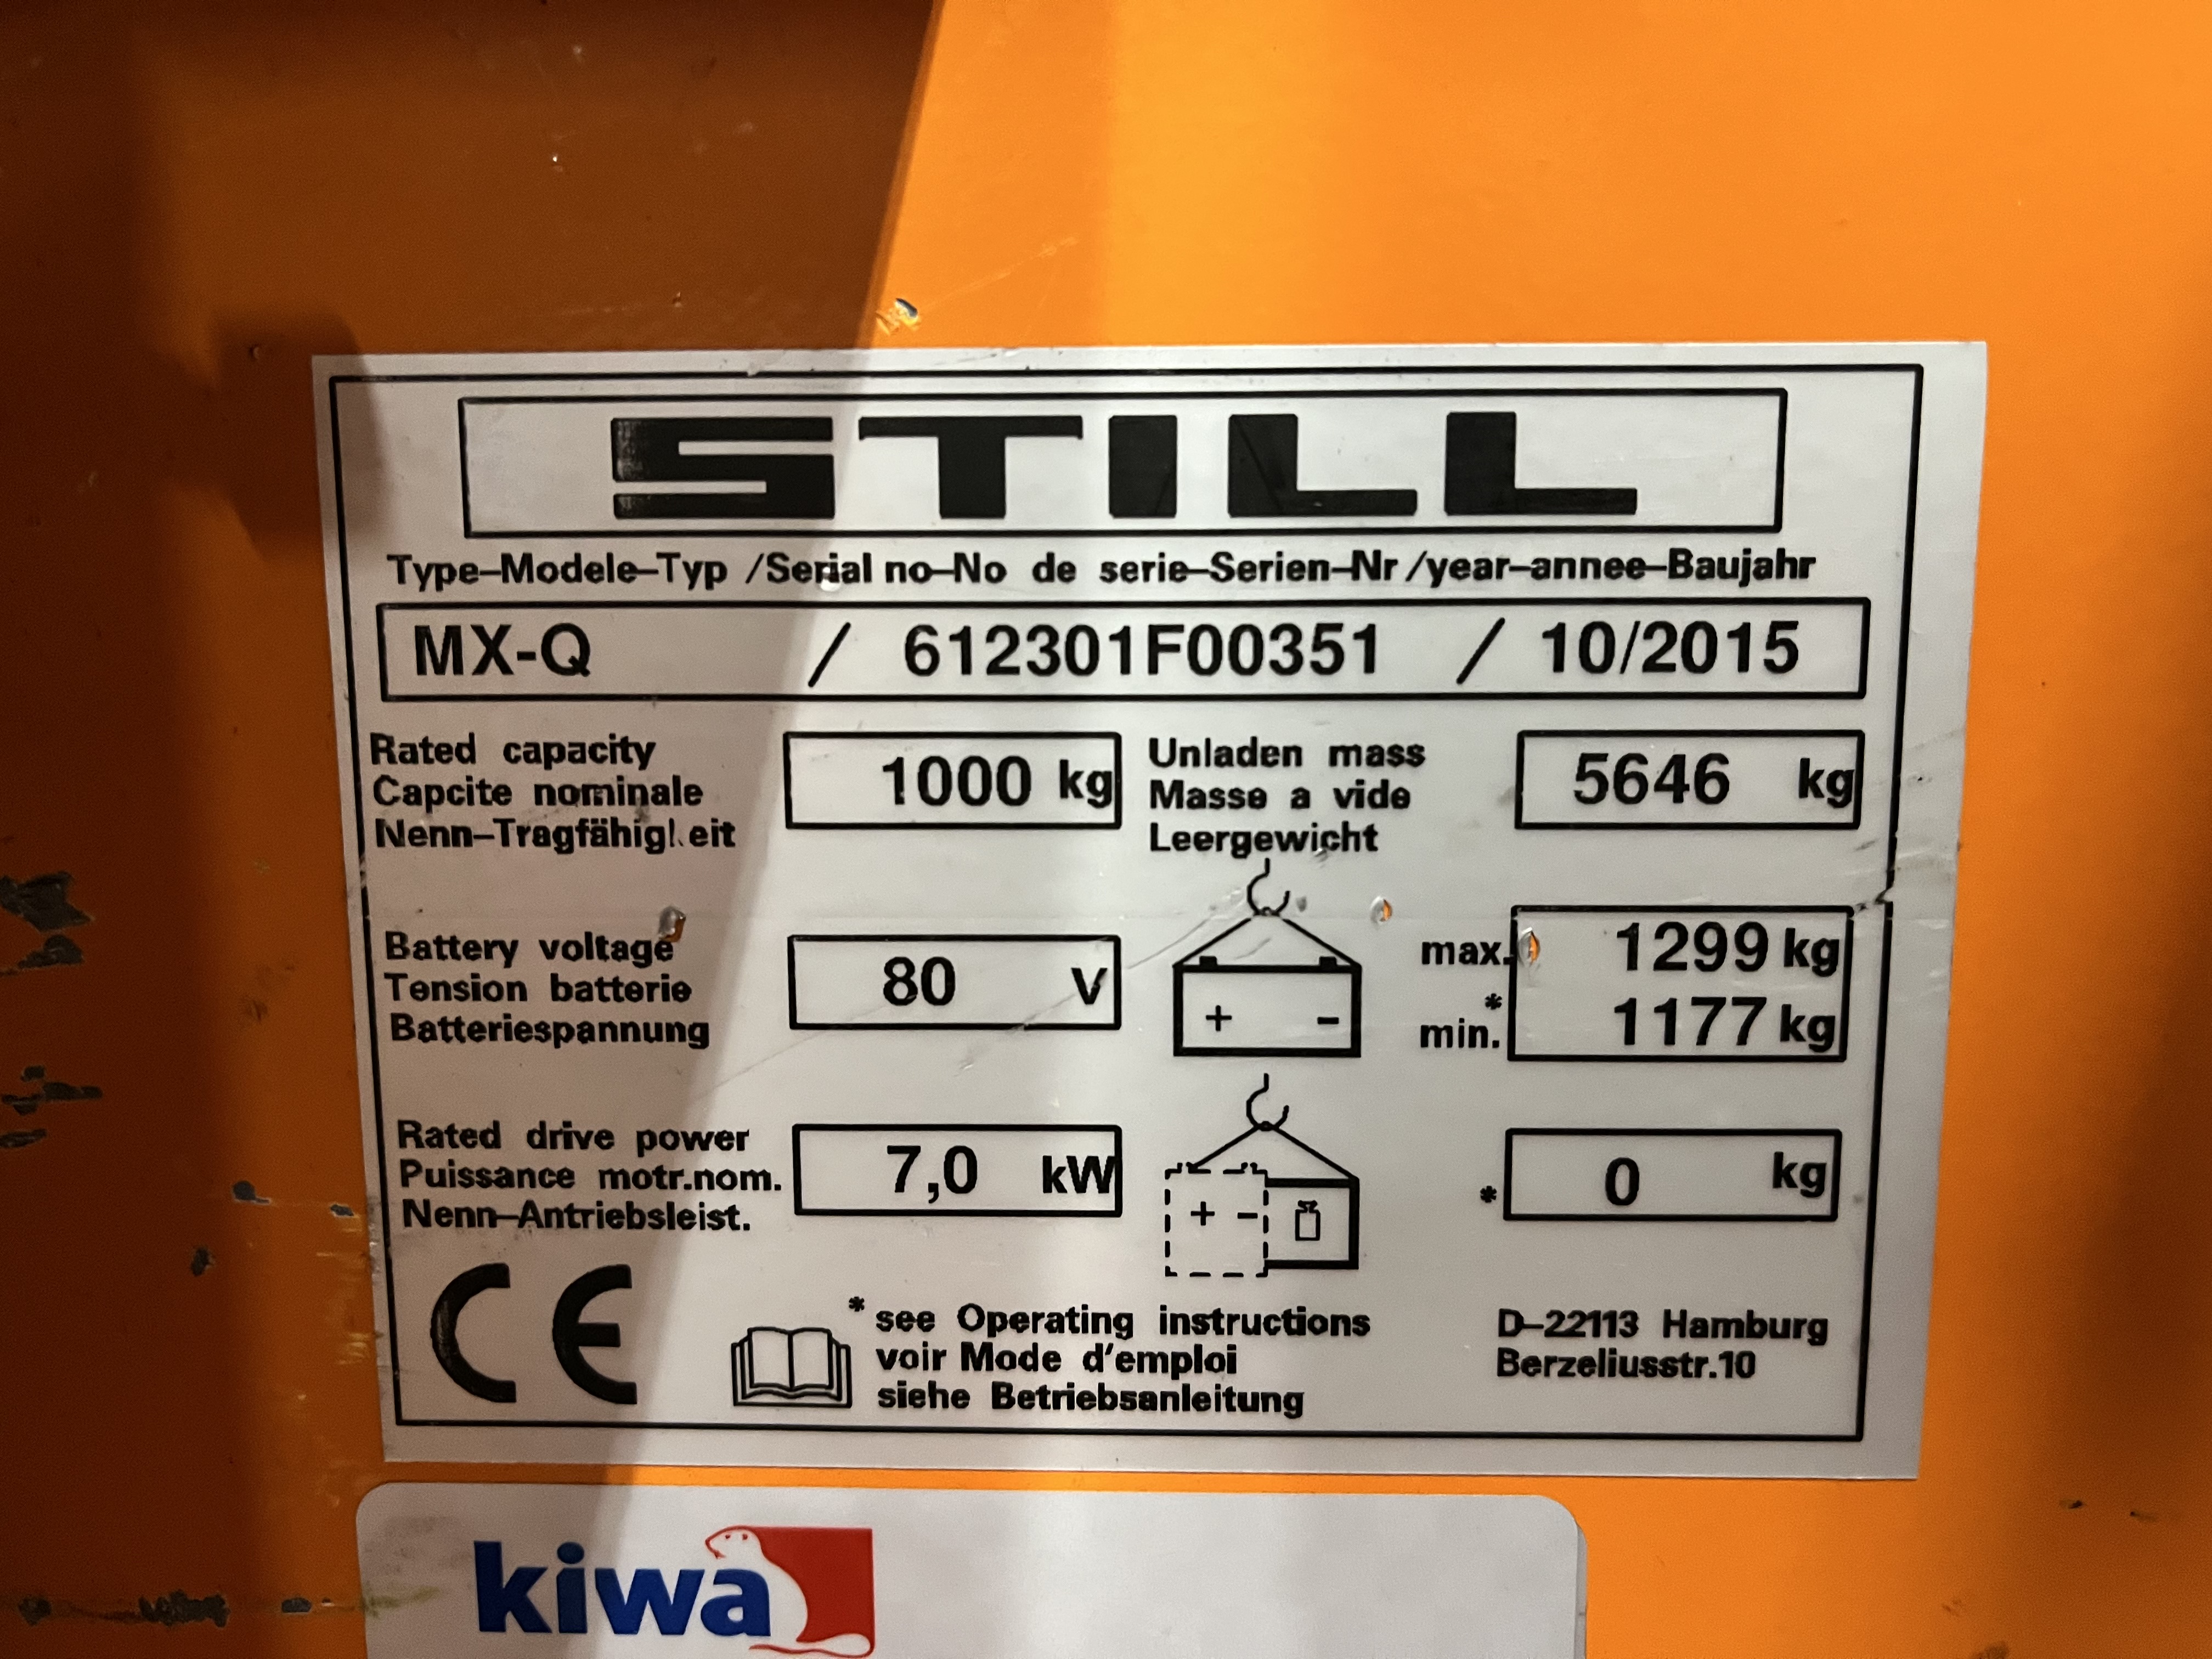 STILL
Type-Modele-Typ /Serial no-No de serie-Serien-Nr /year-annee-Baujahr
MX-Q / 612301F00351 / 10/2015
Rated capacity
Capcite nominale
Nenn-Tragfähigkeit
1000 kg
Unladen mass
Masse a vide
Leergewicht
5646 kg
Battery voltage
Tension batterie
Batteriespannung
80 V
+ -
max. 1299 kg
* min. 1177 kg
Rated drive power
Puissance motr.nom.
Nenn-Antriebsleist.
7,0 kW
+ -
* 0 kg
CE
* see Operating instructions
voir Mode d'emploi
siehe Betriebsanleitung
D-22113 Hamburg
Berzeliusstr.10
kiwa